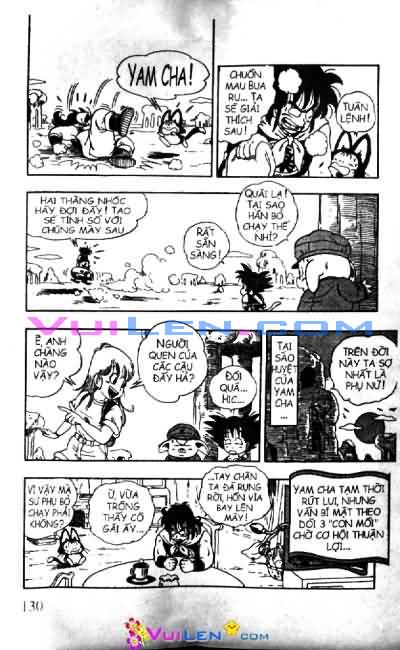 YAM CHA!
CHUỒN
MAU BUA
RU... TA
SẼ GIẢI
THÍCH
SAU!
TUÂN
LỆNH!
HAI THẰNG NHÓC
HÃY ĐỢI ĐẤY! TAO
SẼ TÍNH SỔ VỚI
CHÚNG MÀY SAU
RẤT
SẴN
SÀNG!
QUÁI LẠ!
TẠI SAO
HẮN BỎ
CHẠY THẾ
NHỈ?
Ê, ANH
CHÀNG
NÀO
VẬY?
NGƯỜI
QUEN CỦA
CÁC CẬU
ĐẤY HẢ?
ĐÓI
QUÁ...
HIC...
TẠI
SÀO
HUYỆT
CỦA
YAM
CHA
...
TRÊN ĐỜI
NÀY TA SỢ
NHẤT LÀ
PHỤ NỮ!
VÌ VẬY MÀ
SƯ PHỤ BỎ
CHẠY PHẢI
KHÔNG?
Ừ, VỪA
TRÔNG
THẤY CÔ
GÁI ẤY...
...TAY CHÂN
TA ĐÃ RỤNG
RỜI, HỒN VÍA
BAY LÊN
MÂY!
YAM CHA TẠM THỜI
RÚT LUI, NHƯNG
VẪN BÍ MẬT THEO
DÕI 3 "CON MỒI"
CHỜ CƠ HỘI THUẬN
LỢI...
VUILEN.COM
130
VUILEN.COM